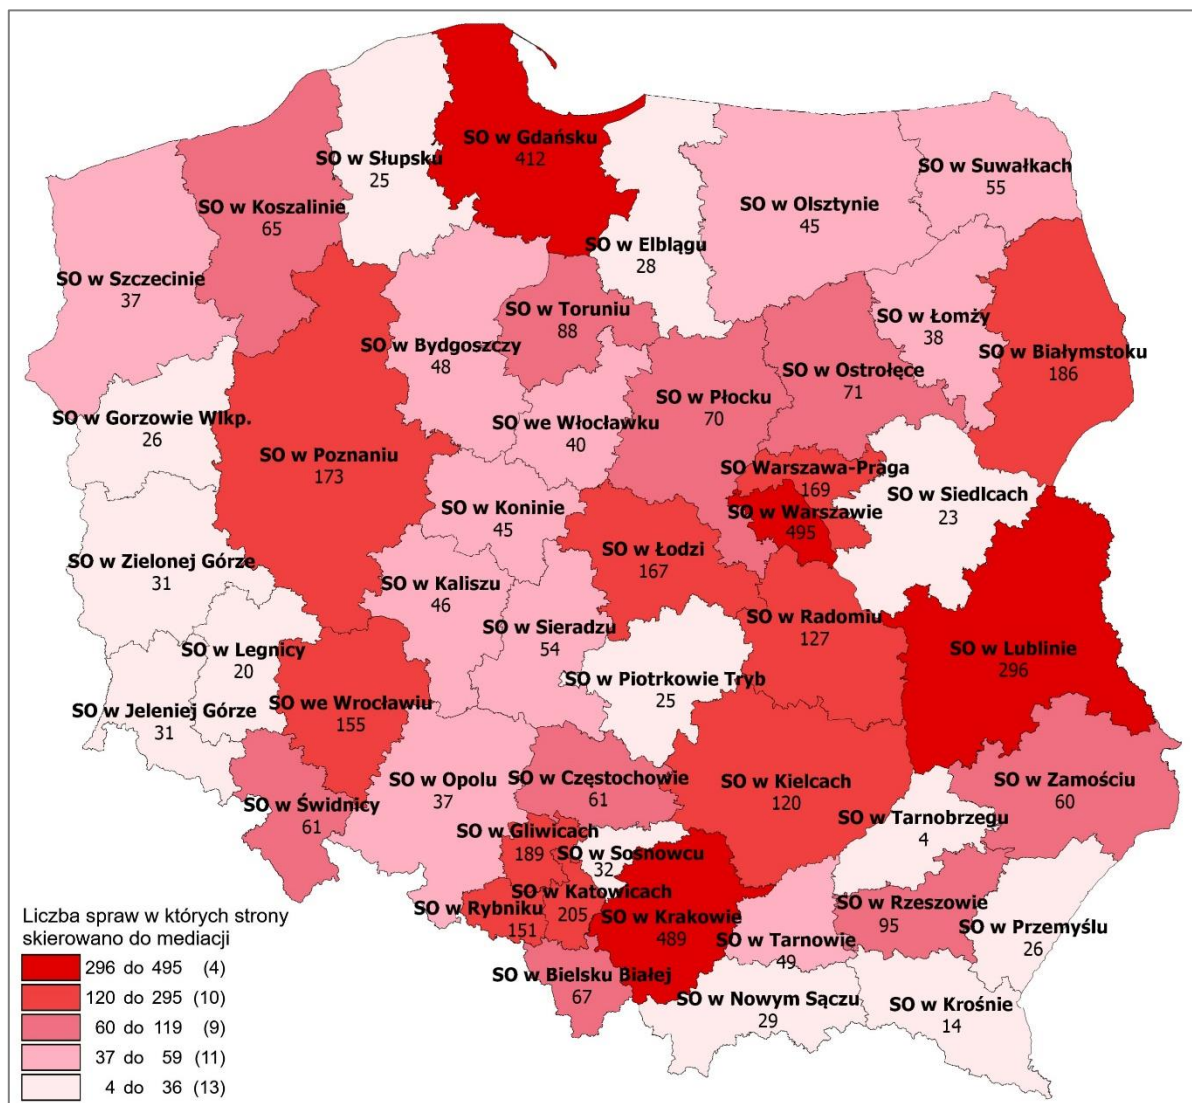 SO w Gdańsku
412
SO w Słupsku
25
SO w Suwałkach
55
SO w Koszalinie
65
SO w Olsztynie
45
SO w Elblągu
28
SO w Szczecinie
37
SO w Toruniu
88
SO w Łomży
38
SO w Bydgoszczy
48
SO w Białymstoku
186
SO w Ostrołęce
71
SO w Płocku
70
SO w Gorzowie Wlkp.
26
SO we Włocławku
40
SO w Poznaniu
173
SO Warszawa-Praga
169
SO w Siedlcach
23
SO w Koninie
45
SO w Warszawie
495
SO w Łodzi
167
SO w Zielonej Górze
31
SO w Kaliszu
46
SO w Radomiu
127
SO w Sieradzu
54
SO w Legnicy
20
SO w Lublinie
296
SO w Piotrkowie Tryb
25
SO we Wrocławiu
155
SO w Jeleniej Górze
31
SO w Opolu
37
SO w Częstochowie
61
SO w Kielcach
120
SO w Zamościu
60
SO w Świdnicy
61
SO w Tarnobrzegu
4
SO w Gliwicach
189
SO w Sosnowcu
32
SO w Katowicach
205
SO w Rybniku
151
SO w Krakowie
489
SO w Rzeszowie
95
SO w Przemyślu
26
SO w Tarnowie
49
SO w Bielsku Białej
67
SO w Nowym Sączu
29
SO w Krośnie
14
Liczba spraw w których strony
skierowano do mediacji
296 do 495 (4)
120 do 295 (10)
60 do 119 (9)
37 do 59 (11)
4 do 36 (13)